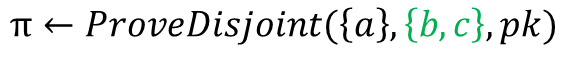 π ← ProveDisjoint({a}, {b, c}, pk)